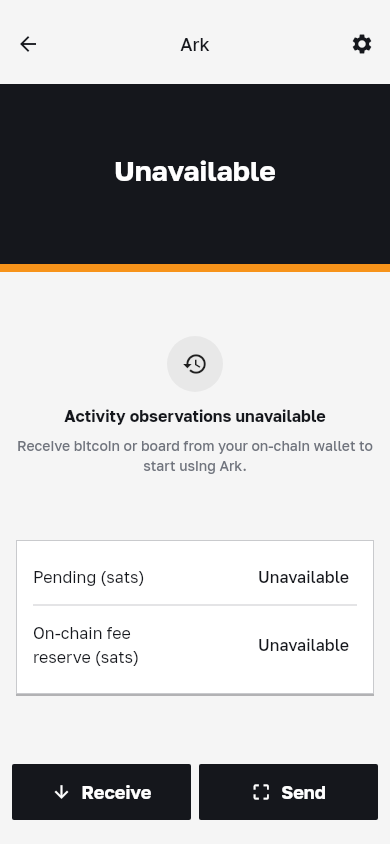 Ark
Unavailable
Activity observations unavailable
Receive bitcoin or board from your on-chain wallet to
start using Ark.
Pending (sats)
Unavailable
On-chain fee
reserve (sats)
Unavailable
Receive
Send